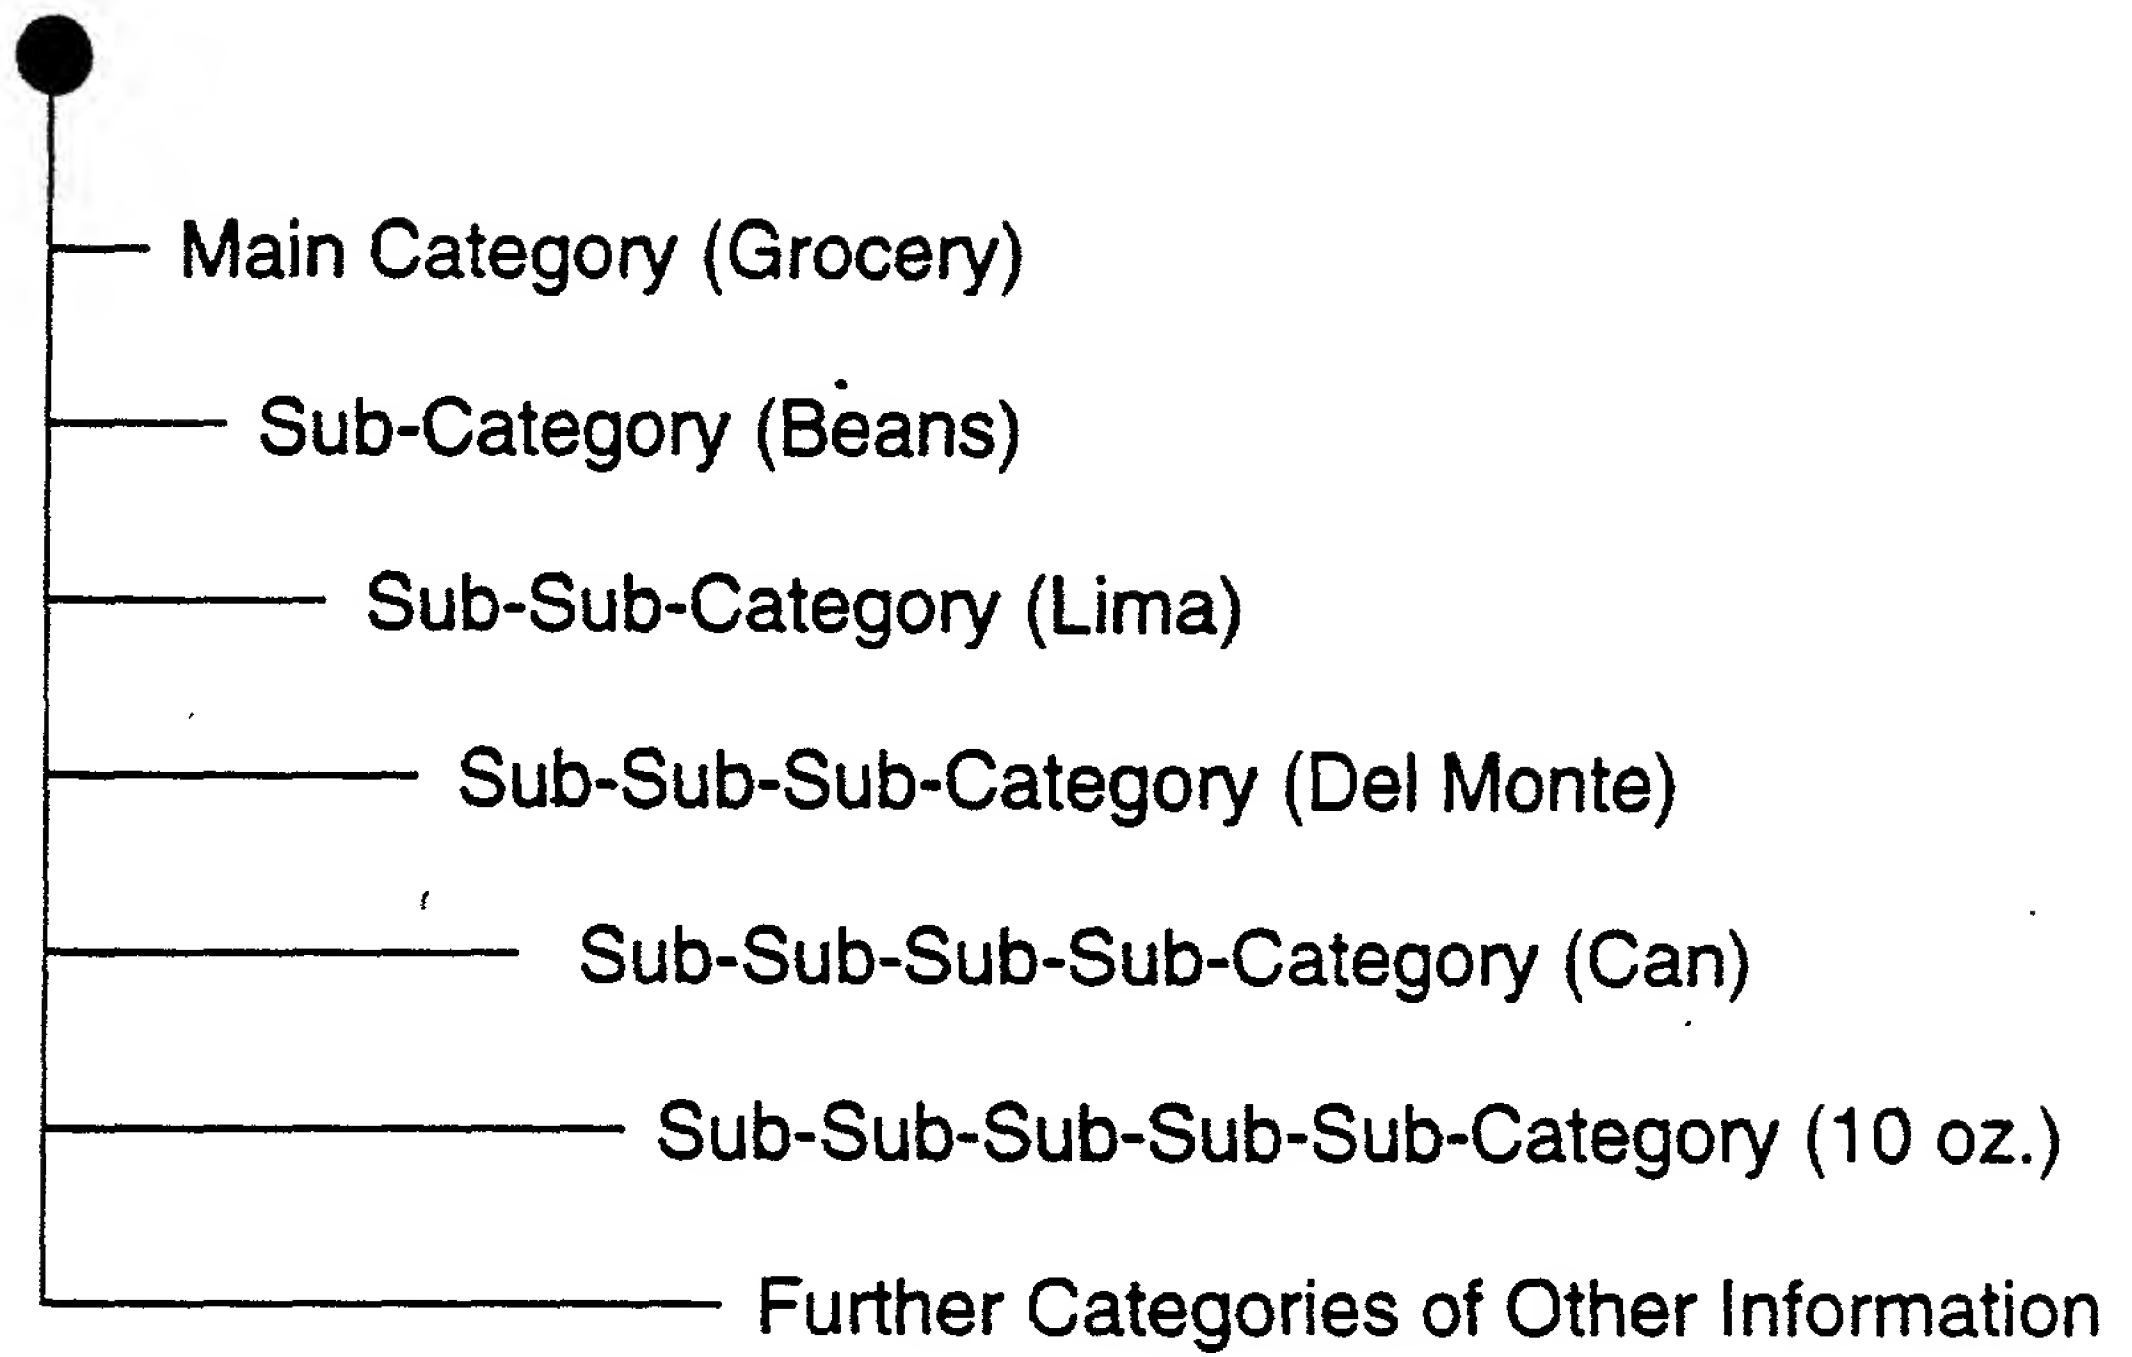 Main Category (Grocery)
Sub-Category (Beans)
Sub-Sub-Category (Lima)
Sub-Sub-Sub-Category (Del Monte)
Sub-Sub-Sub-Sub-Category (Can)
Sub-Sub-Sub-Sub-Sub-Category (10 oz.)
Further Categories of Other Information